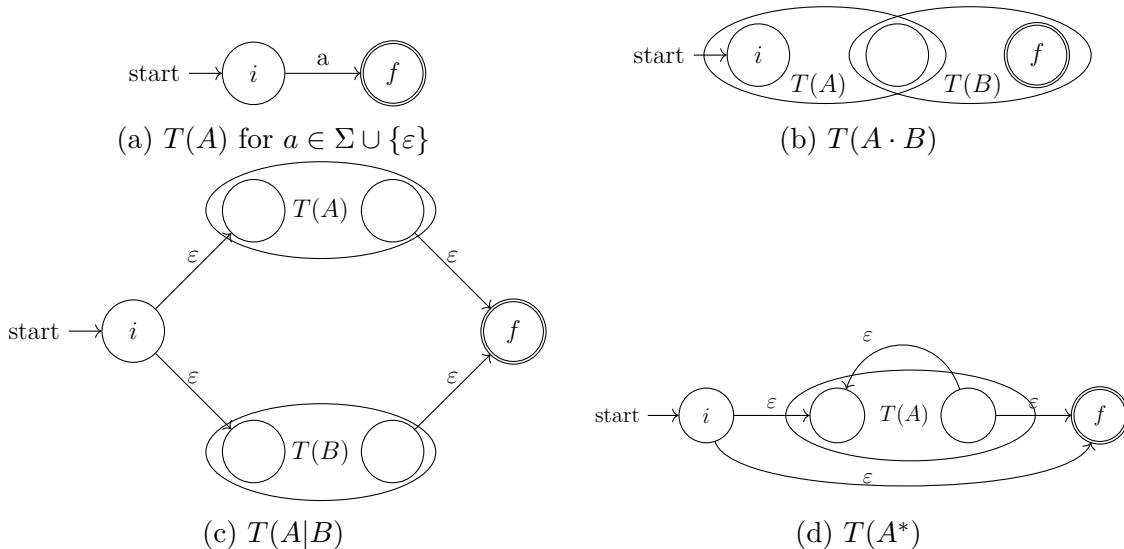 start i a f
(a) T(A) for a ∈ Σ ∪ {ε}
start i T(A) T(B) f
(b) T(A · B)
T(A)
ε ε
start i f
ε ε
T(B)
(c) T(A|B)
ε
start i ε T(A) ε f
ε
(d) T(A*)